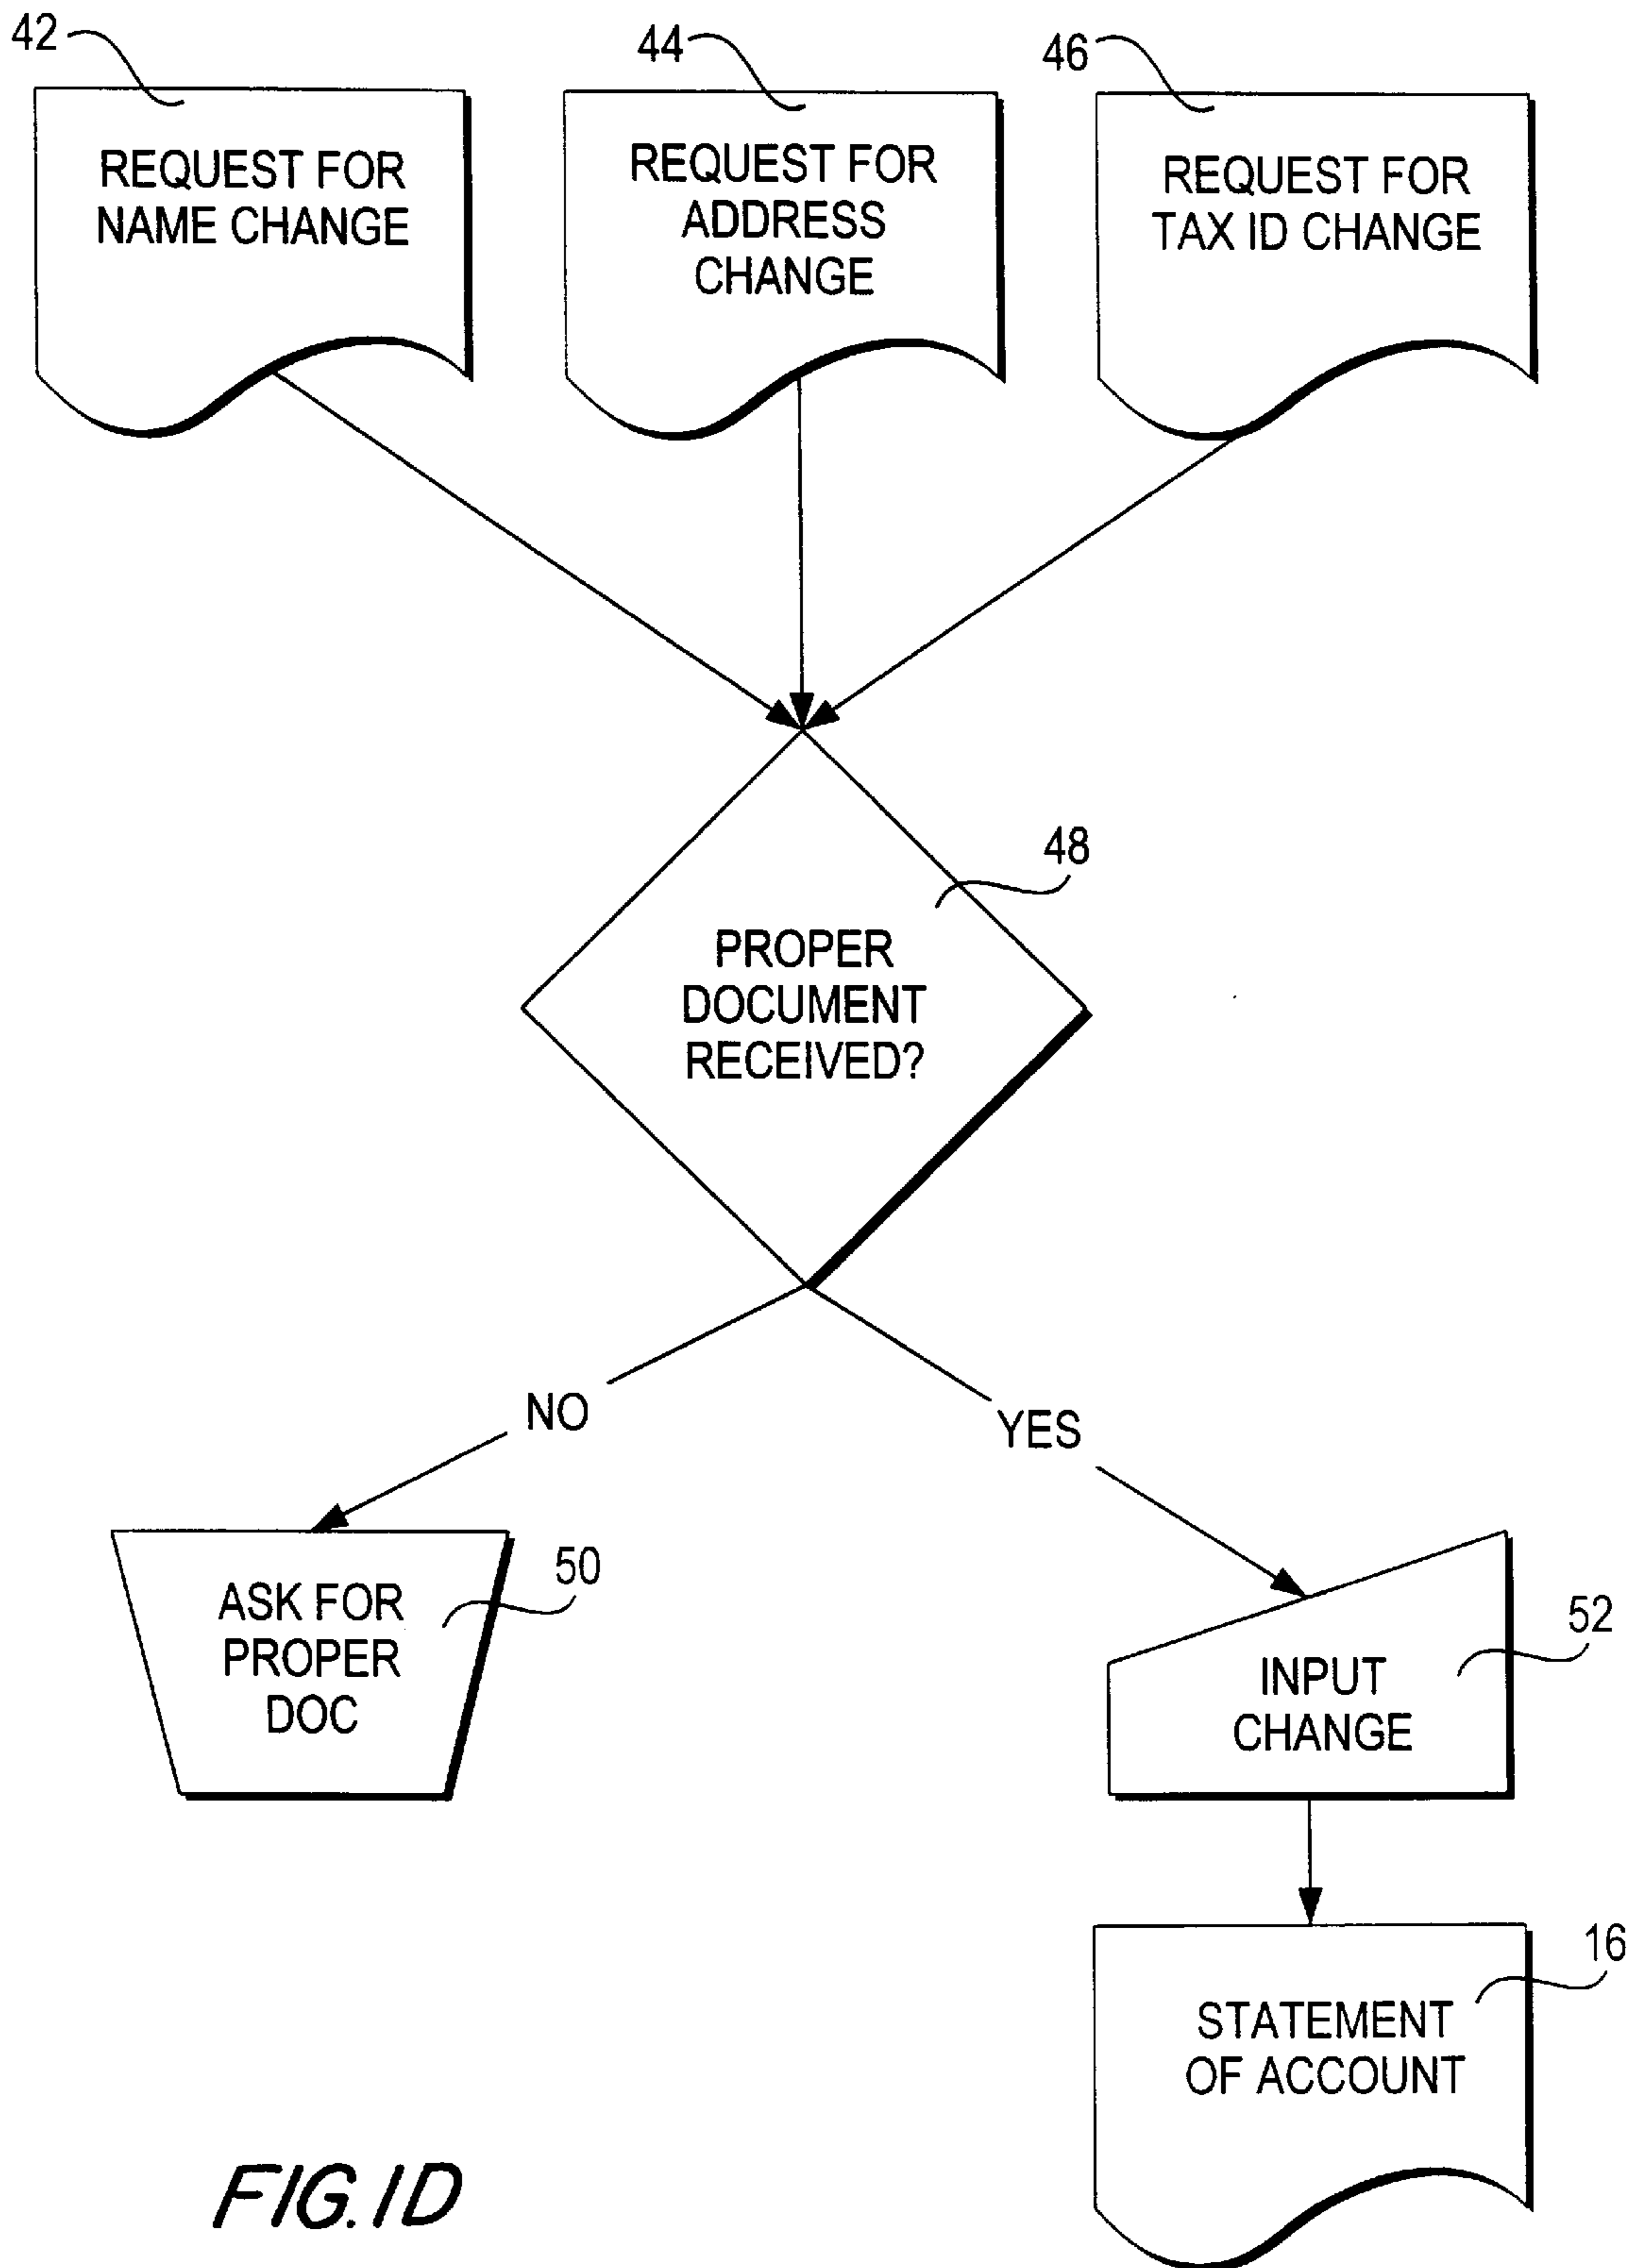 42
44
46
REQUEST FOR
NAME CHANGE
REQUEST FOR
ADDRESS
CHANGE
REQUEST FOR
TAX ID CHANGE
48
PROPER
DOCUMENT
RECEIVED?
NO
YES
50
ASK FOR
PROPER
DOC
52
INPUT
CHANGE
16
STATEMENT
OF ACCOUNT
FIG. 1D